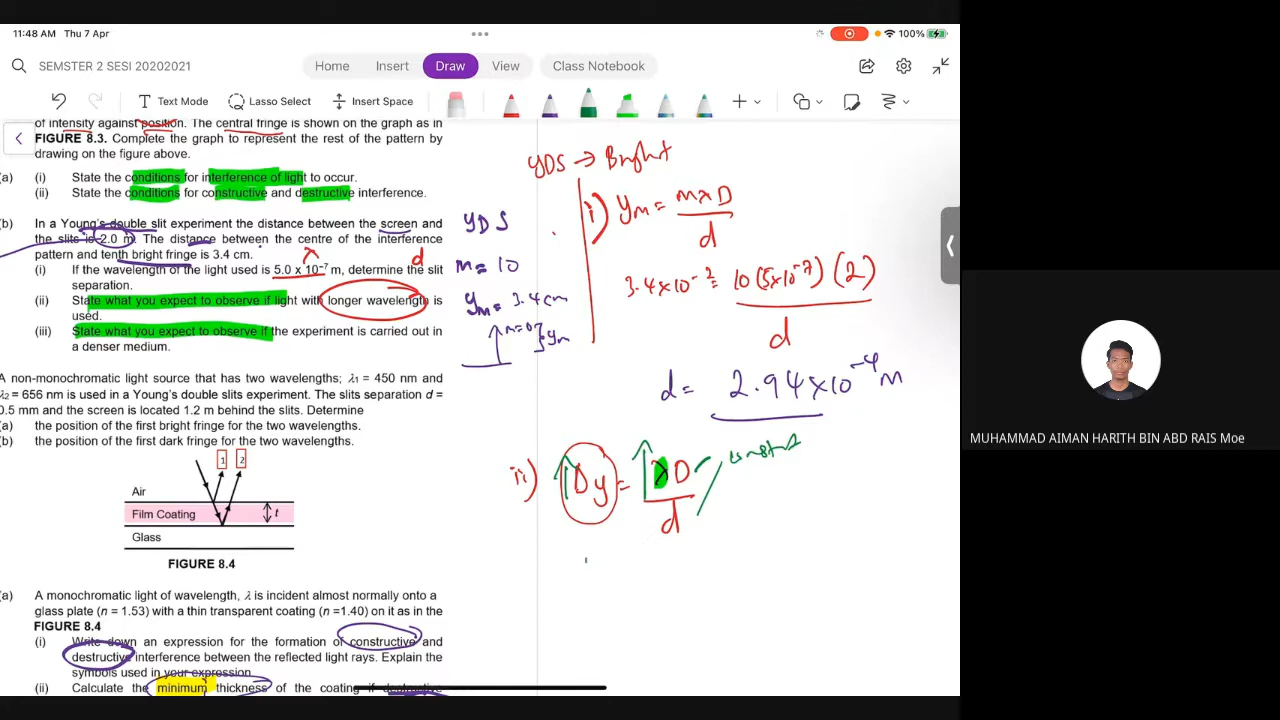 11:48 AM Thu 7 Apr
100%
SEMSTER 2 SESI 20202021
Home Insert Draw View Class Notebook
Text Mode Lasso Select Insert Space
of intensity against position. The central fringe is shown on the graph as in
FIGURE 8.3. Complete the graph to represent the rest of the pattern by
drawing on the figure above.
(a) (i) State the conditions for interference of light to occur.
(ii) State the conditions for constructive and destructive interference.
(b) In a Young's double slit experiment the distance between the screen and
the slits is 2.0 m. The distance between the centre of the interference
pattern and tenth bright fringe is 3.4 cm.
(i) If the wavelength of the light used is 5.0 x 10⁻⁷ m, determine the slit
separation.
(ii) State what you expect to observe if light with longer wavelength is
used.
(iii) State what you expect to observe if the experiment is carried out in
a denser medium.
A non-monochromatic light source that has two wavelengths; λ1 = 450 nm and
λ2 = 656 nm is used in a Young's double slit experiment. The slits separation d =
0.5 mm and the screen is located 1.2 m behind the slits. Determine
(a) the position of the first bright fringe for the two wavelengths.
(b) the position of the first dark fringe for the two wavelengths.
1 2
Air
Film Coating t
Glass
FIGURE 8.4
(a) A monochromatic light of wavelength, λ is incident almost normally onto a
glass plate (n = 1.53) with a thin transparent coating (n =1.40) on it as in the
FIGURE 8.4
(i) Write down an expression for the formation of constructive and
destructive interference between the reflected light rays. Explain the
symbols used in your expression
(ii) Calculate the minimum thickness of the coating if destructive
λ
d
YDS
m = 10
ym = 3.4 cm
m=0 } ym
YDS → Bright
i) ym = mλD
d
3.4x10⁻² = 10 (5x10⁻⁷) (2)
d
d = 2.94 x 10⁻⁴ m
ii) Δy = λD
d
MUHAMMAD AIMAN HARITH BIN ABD RAIS Moe